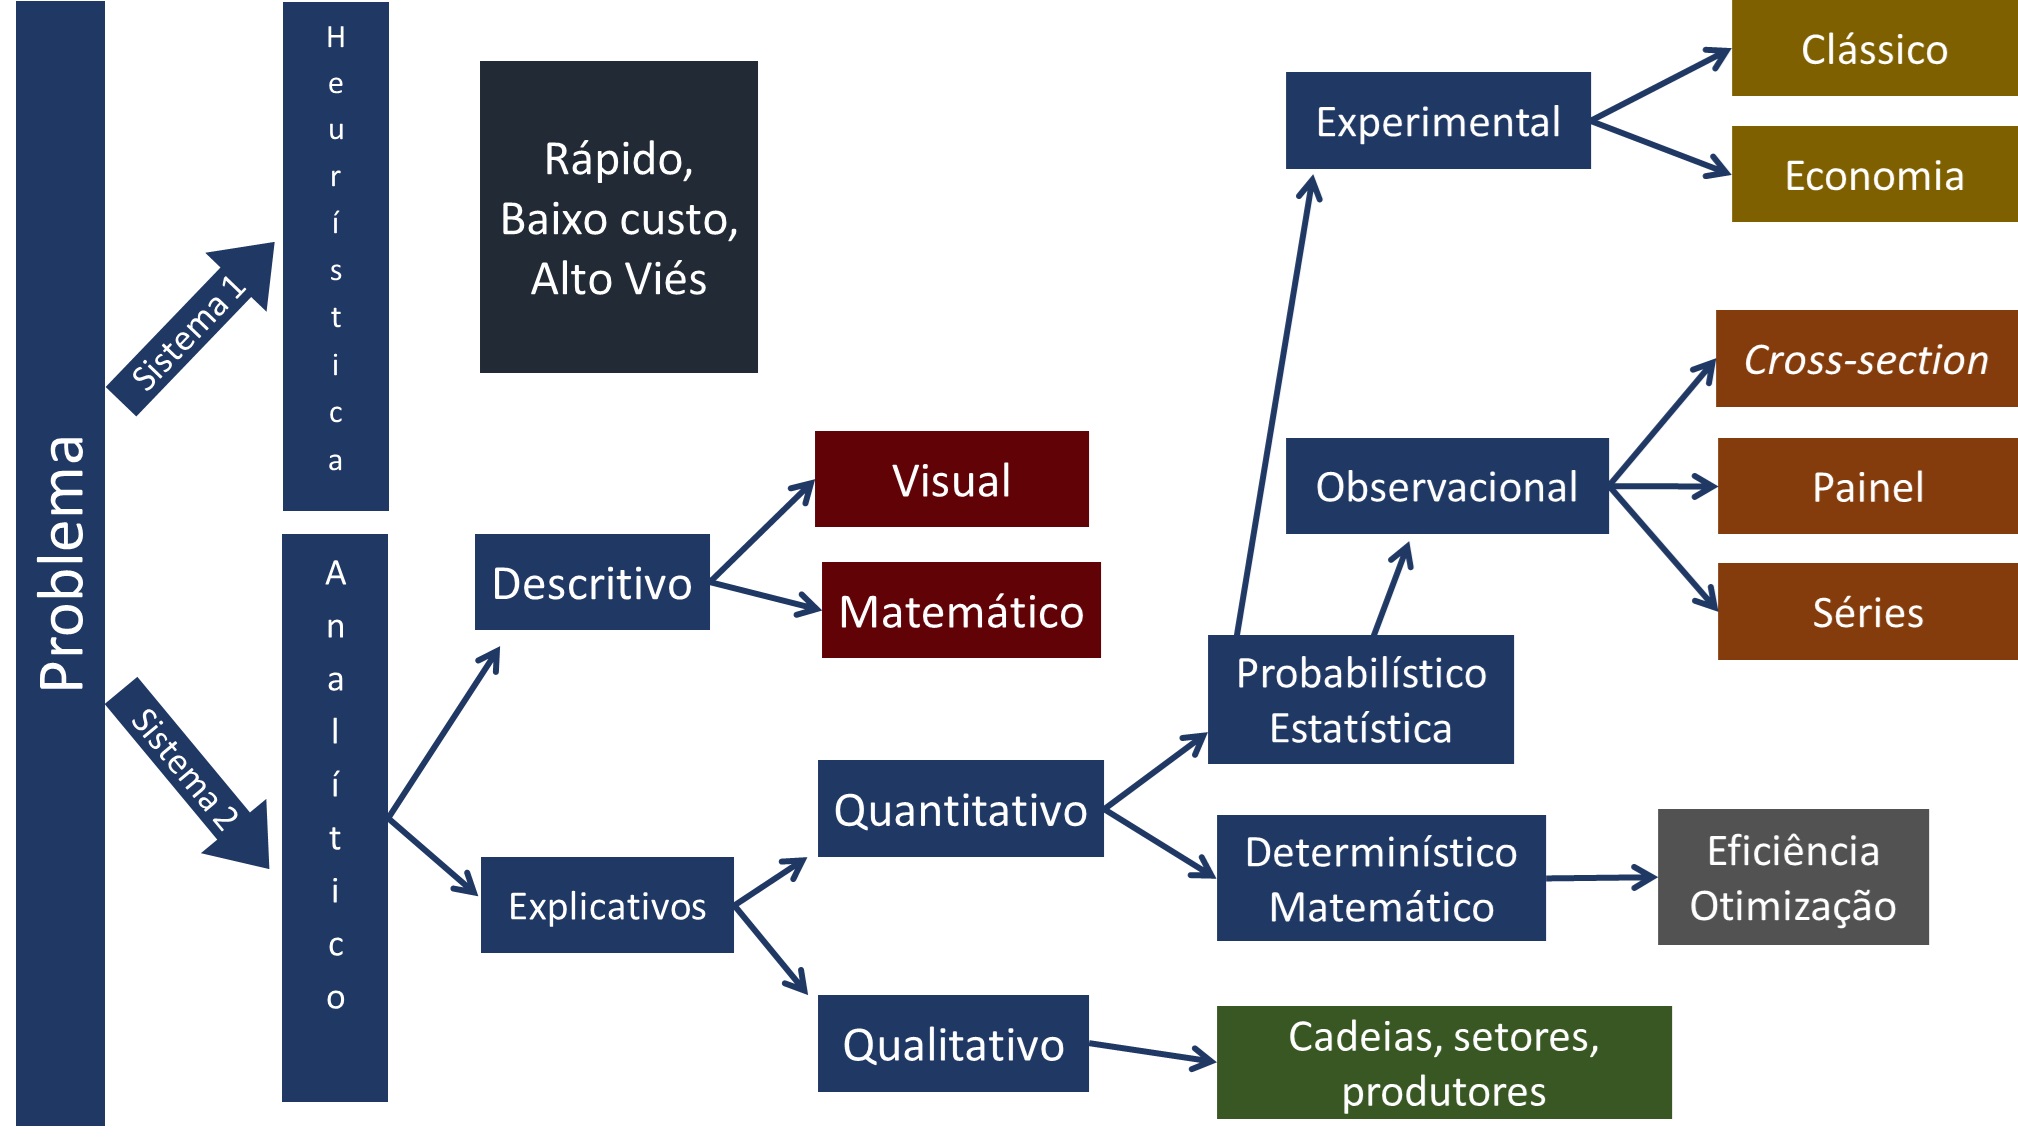 Problema
Sistema 1
Sistema 2
Heurística
Analítico
Rápido,
Baixo custo,
Alto Viés
Descritivo
Explicativos
Visual
Matemático
Quantitativo
Qualitativo
Experimental
Observacional
Probabilístico
Estatística
Determinístico
Matemático
Cadeias, setores,
produtores
Clássico
Economia
Cross-section
Painel
Séries
Eficiência
Otimização